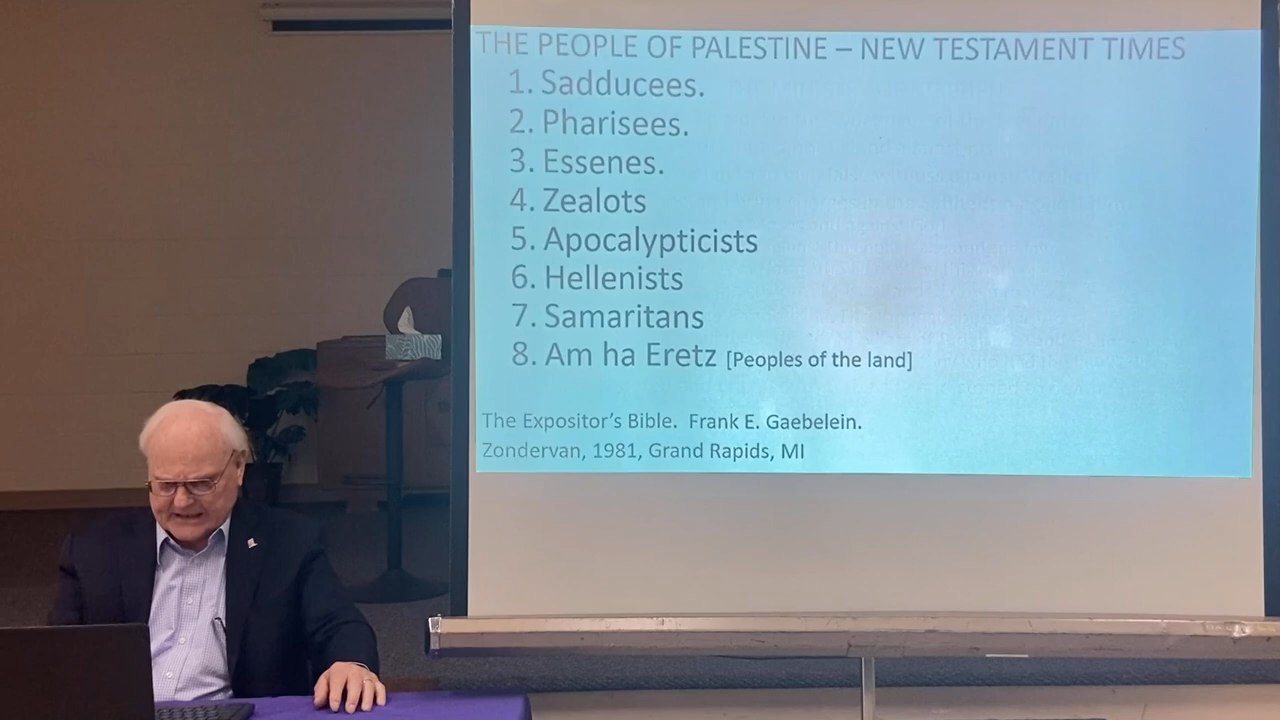 THE PEOPLE OF PALESTINE – NEW TESTAMENT TIMES
1. Sadducees.
2. Pharisees.
3. Essenes.
4. Zealots
5. Apocalypticists
6. Hellenists
7. Samaritans
8. Am ha Eretz [Peoples of the land]
The Expositor's Bible. Frank E. Gaebelein.
Zondervan, 1981, Grand Rapids, MI